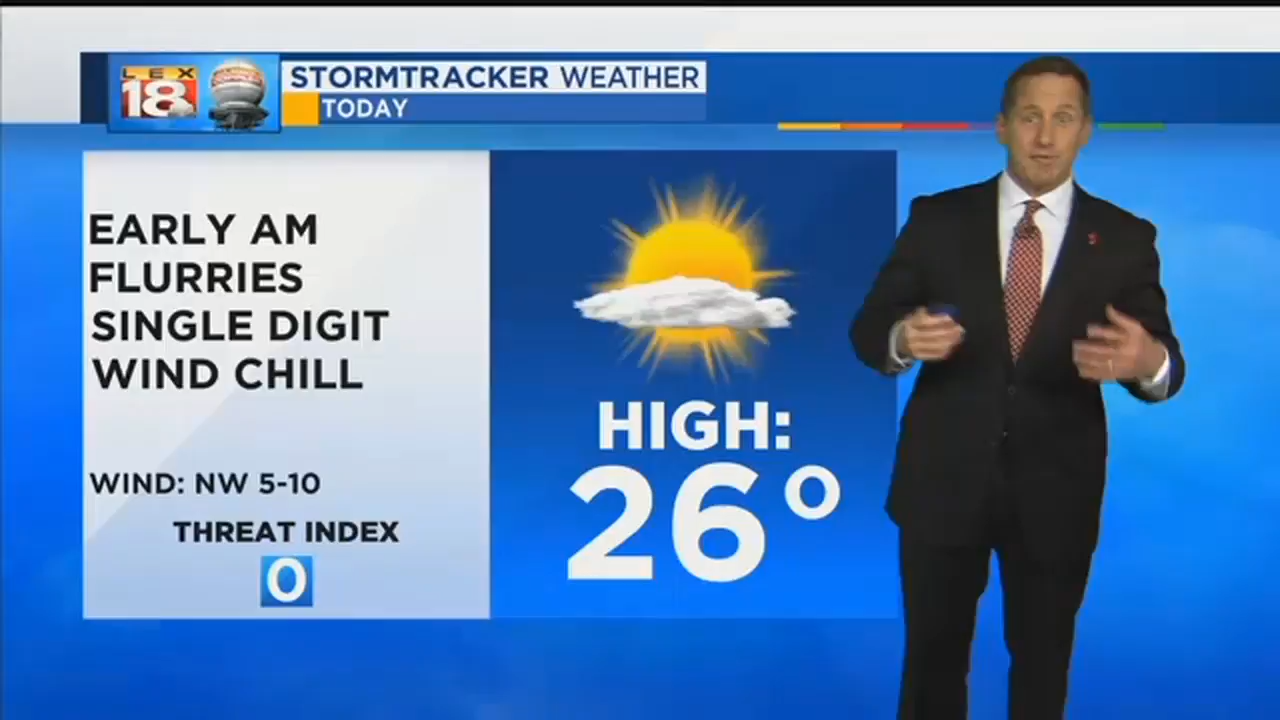 LEX
18
STORMTRACKER WEATHER
TODAY
EARLY AM
FLURRIES
SINGLE DIGIT
WIND CHILL
WIND: NW 5-10
THREAT INDEX
0
HIGH:
26°